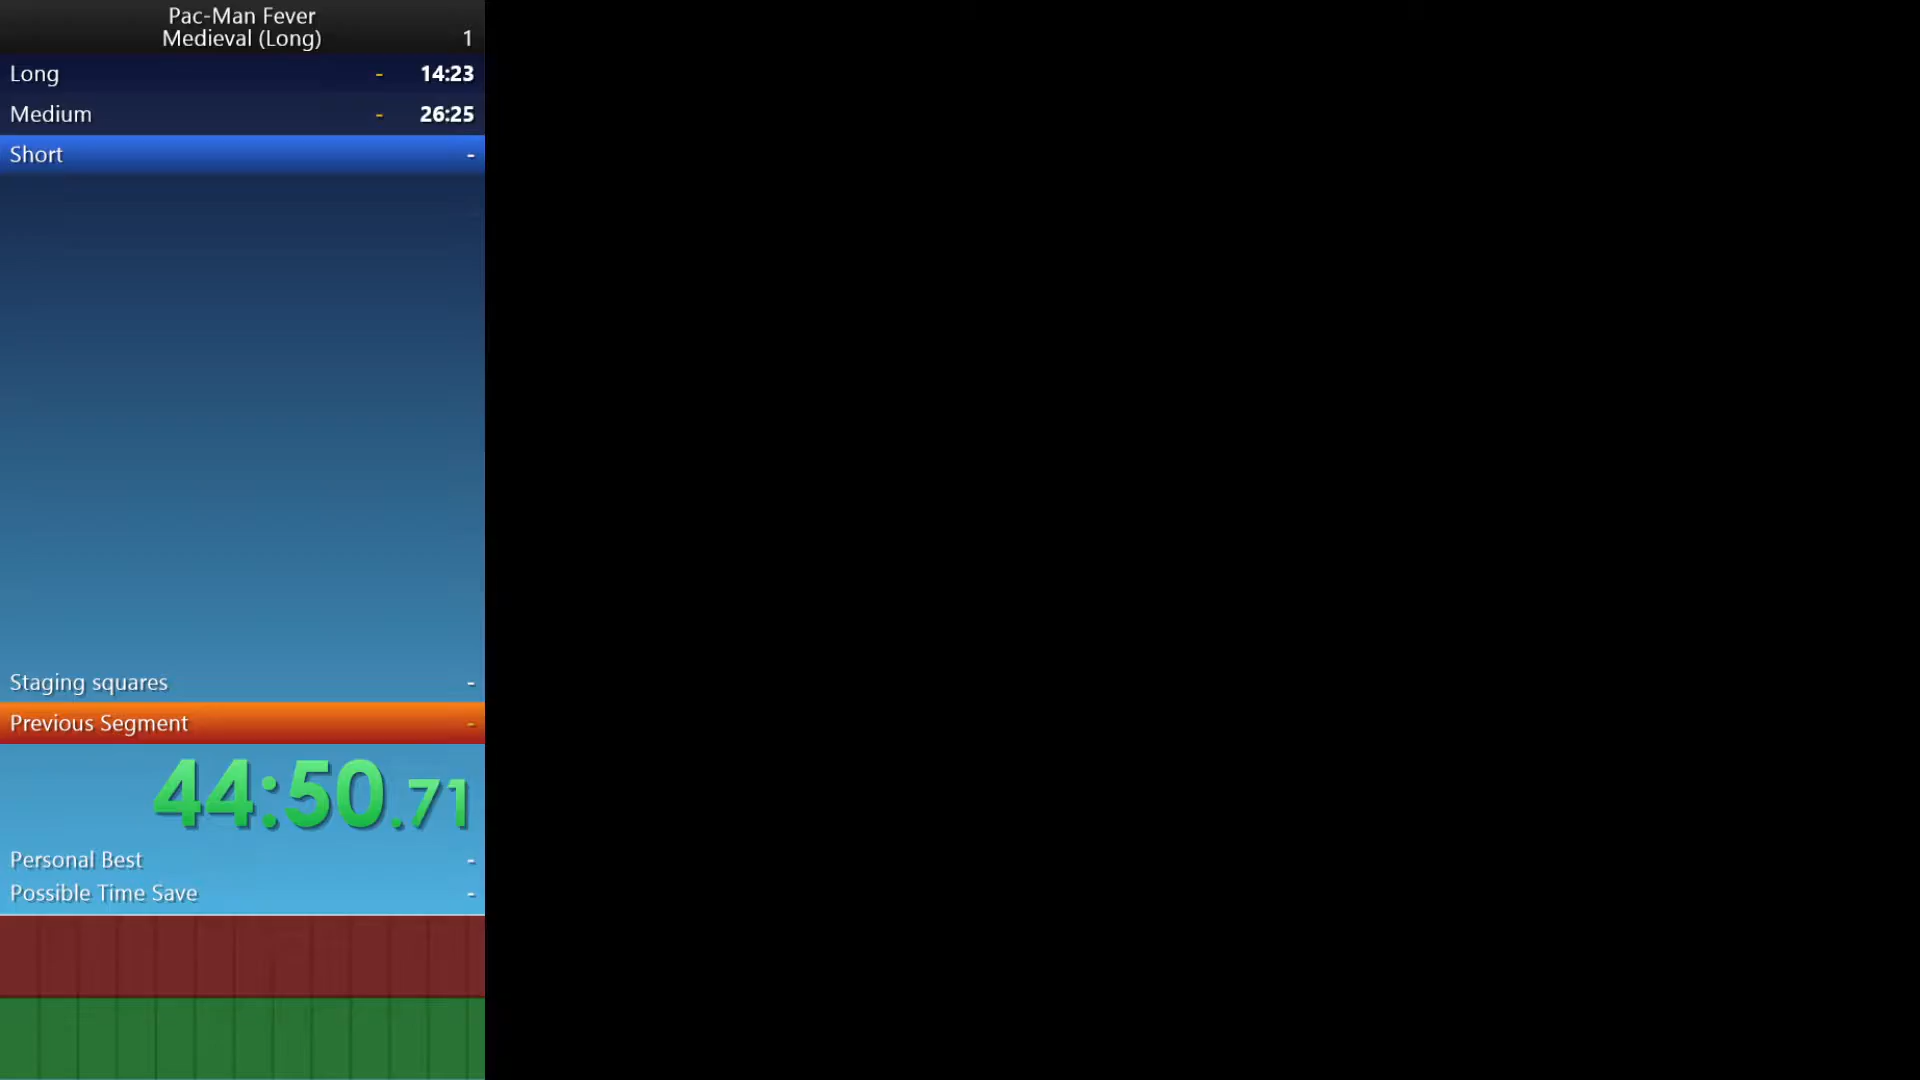 Pac-Man Fever
Medieval (Long) 1
Long - 14:23
Medium - 26:25
Short -
Staging squares -
Previous Segment -
44:50.71
Personal Best -
Possible Time Save -